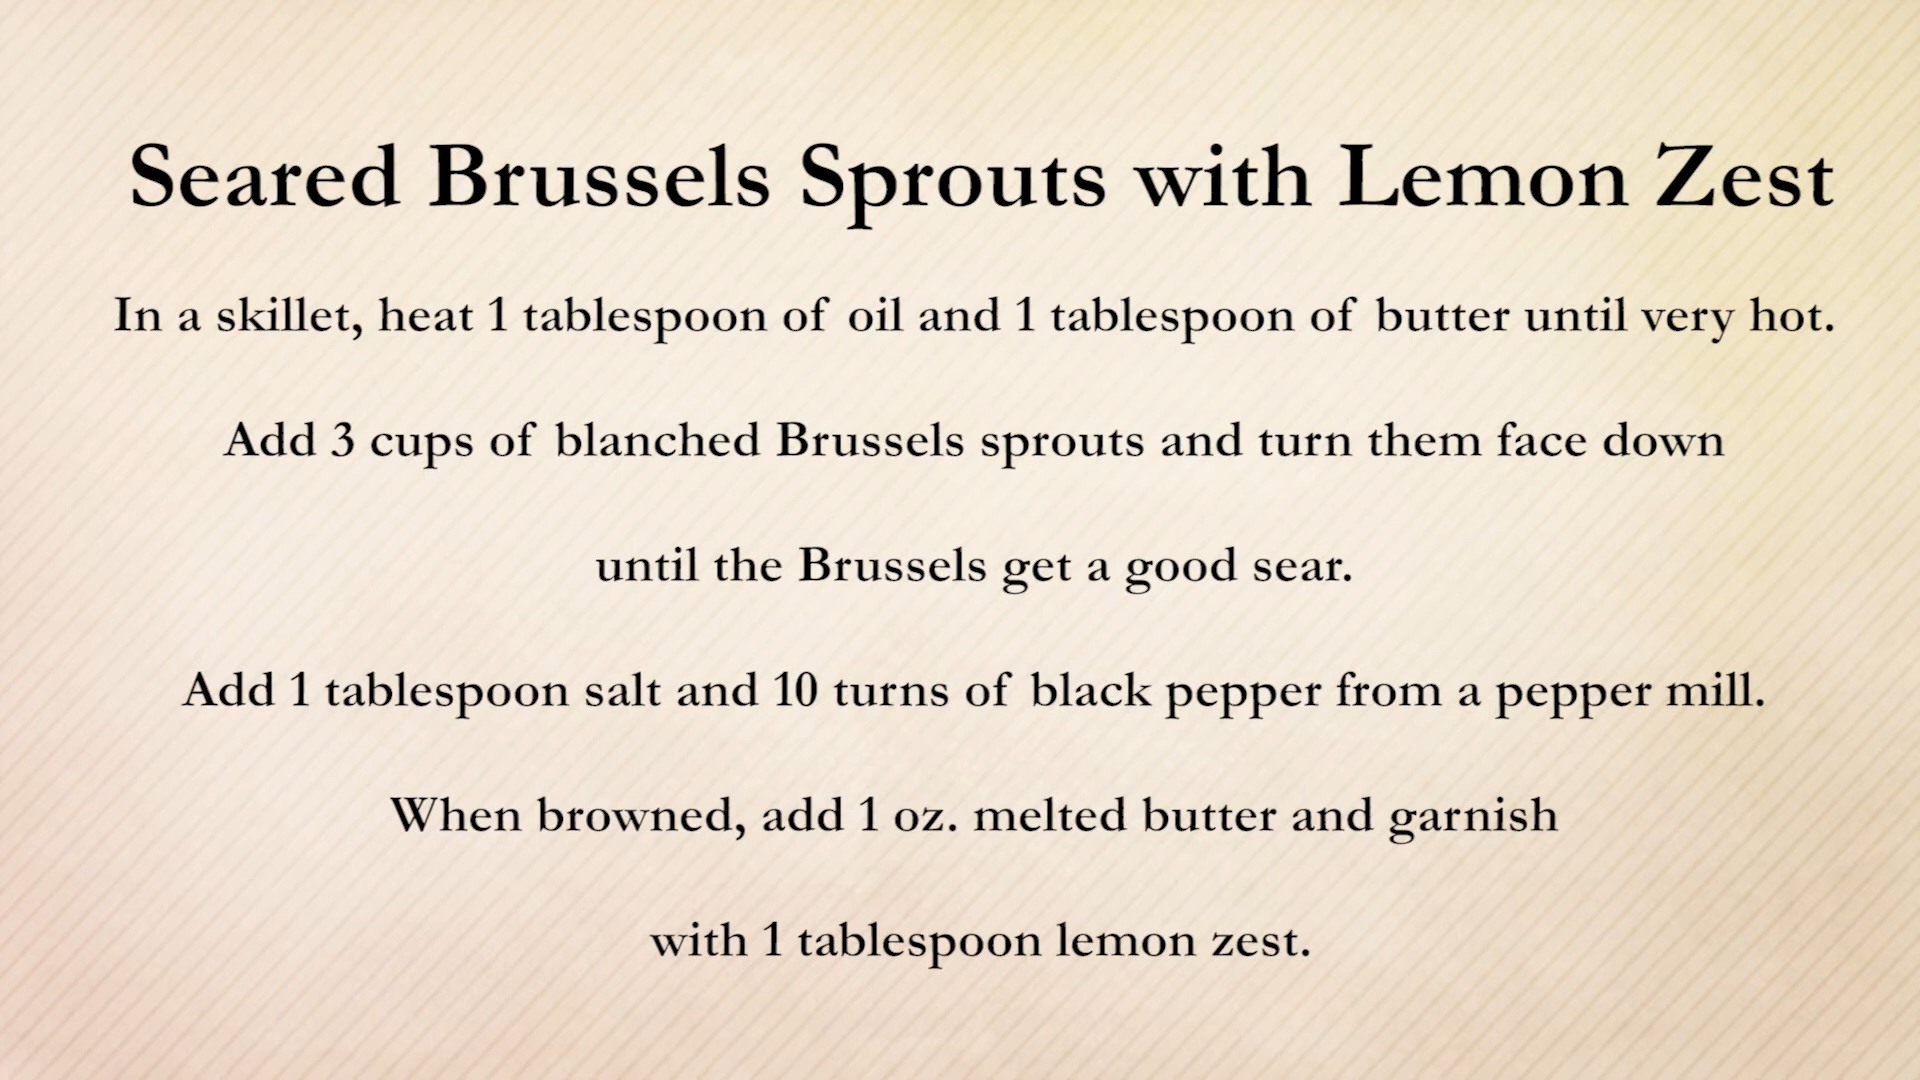 Seared Brussels Sprouts with Lemon Zest
In a skillet, heat 1 tablespoon of oil and 1 tablespoon of butter until very hot.
Add 3 cups of blanched Brussels sprouts and turn them face down
until the Brussels get a good sear.
Add 1 tablespoon salt and 10 turns of black pepper from a pepper mill.
When browned, add 1 oz. melted butter and garnish
with 1 tablespoon lemon zest.